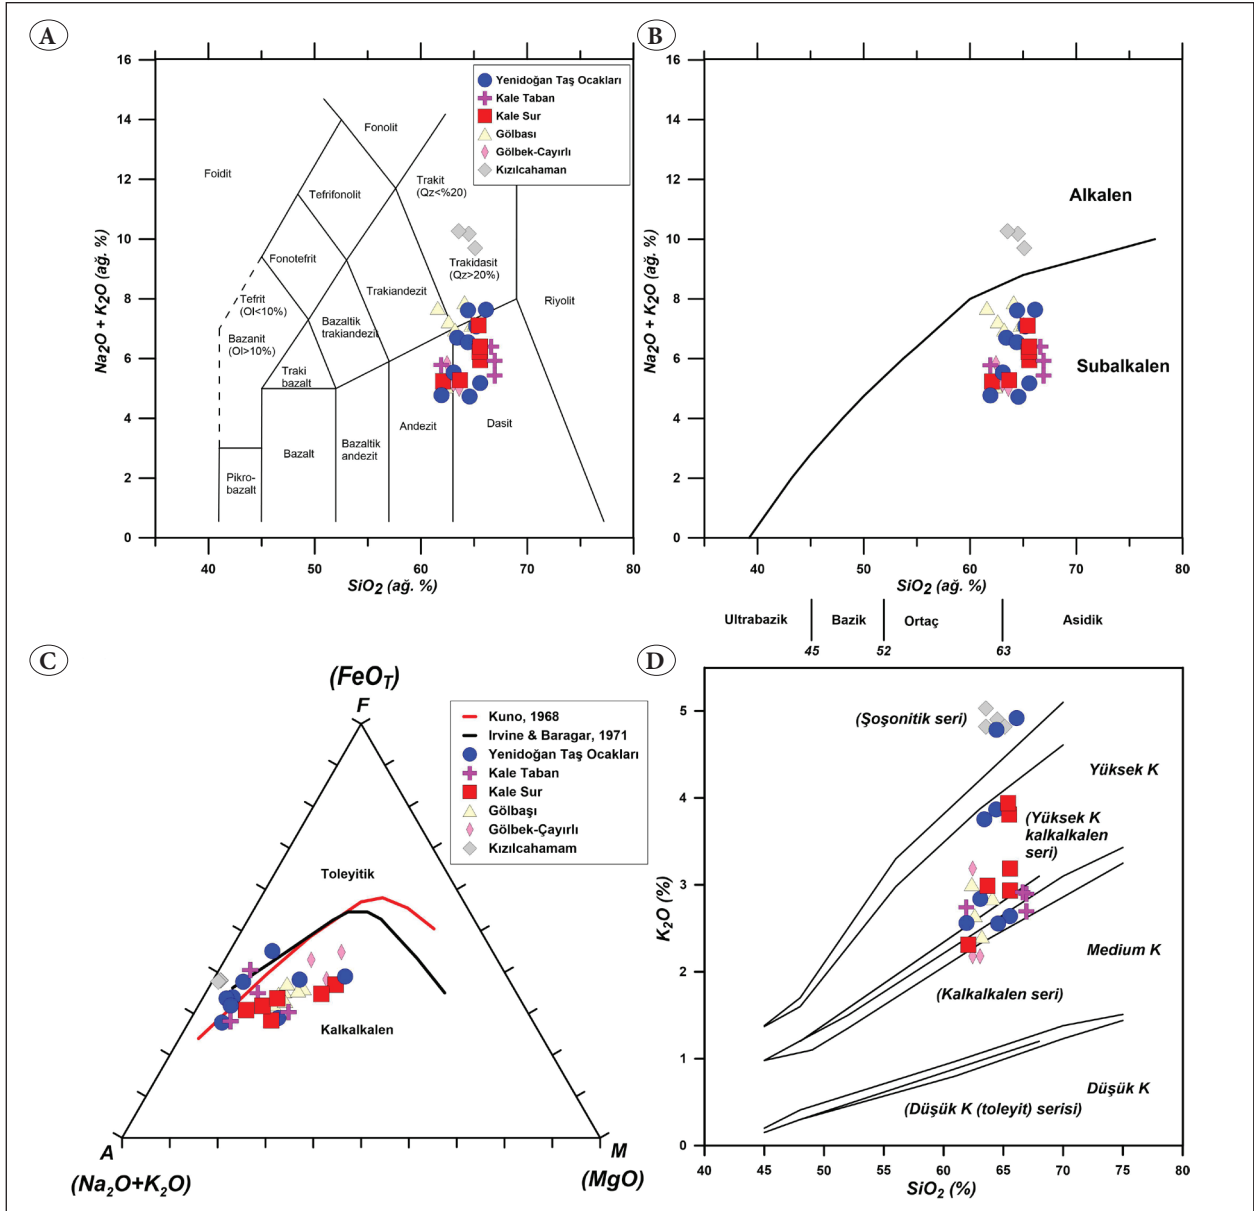 A
16
14
12
10
8
6
4
2
0
Na2O + K2O (ağ. %)
40
50
60
70
80
SiO2 (ağ. %)
Yenidoğan Taş Ocakları
Kale Taban
Kale Sur
Gölbası
Gölbek-Cayırlı
Kızılcahaman
Foidit
Fonolit
Trakit
(Qz<%20)
Tefrifonolit
Fonotefrit
Trakidasit
(Qz>20%)
Tefrit
(Ol<10%)
Trakiandezit
Riyolit
Bazaltik
trakiandezit
Bazanit
(Ol>10%)
Traki
bazalt
Andezit
Dasit
Bazalt
Bazaltik
andezit
Pikro-
bazalt
B
16
14
12
10
8
6
4
2
0
Na2O + K2O (ağ. %)
Alkalen
Subalkalen
40
50
60
70
80
SiO2 (ağ. %)
Ultrabazik
Bazik
Ortaç
Asidik
45
52
63
C
(FeOT)
F
Kuno, 1968
Irvine & Baragar, 1971
Yenidoğan Taş Ocakları
Kale Taban
Kale Sur
Gölbaşı
Gölbek-Çayırlı
Kızılcahamam
Toleyitik
Kalkalkalen
A
M
(Na2O+K2O)
(MgO)
D
5
4
3
2
1
0
K2O (%)
(Şoşonitik seri)
Yüksek K
(Yüksek K
kalkalkalen
seri)
Medium K
(Kalkalkalen seri)
Düşük K
(Düşük K (toleyit) serisi)
40
45
50
55
60
65
70
75
80
SiO2 (%)